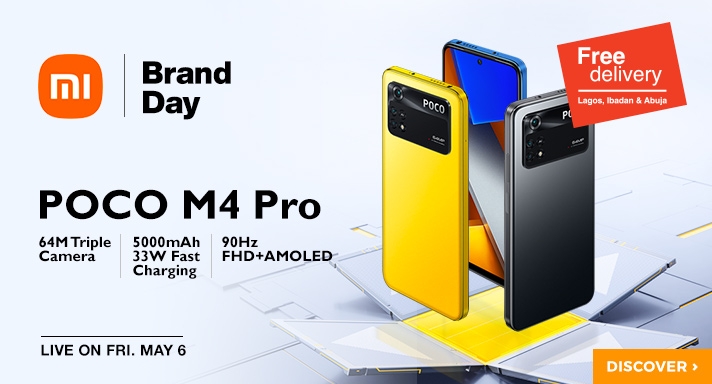 mi
Brand
Day
Free
delivery
Lagos, Ibadan & Abuja
POCO
POCO M4 Pro
64M Triple
Camera
5000mAh
33W Fast
Charging
90Hz
FHD+AMOLED
LIVE ON FRI. MAY 6
DISCOVER >